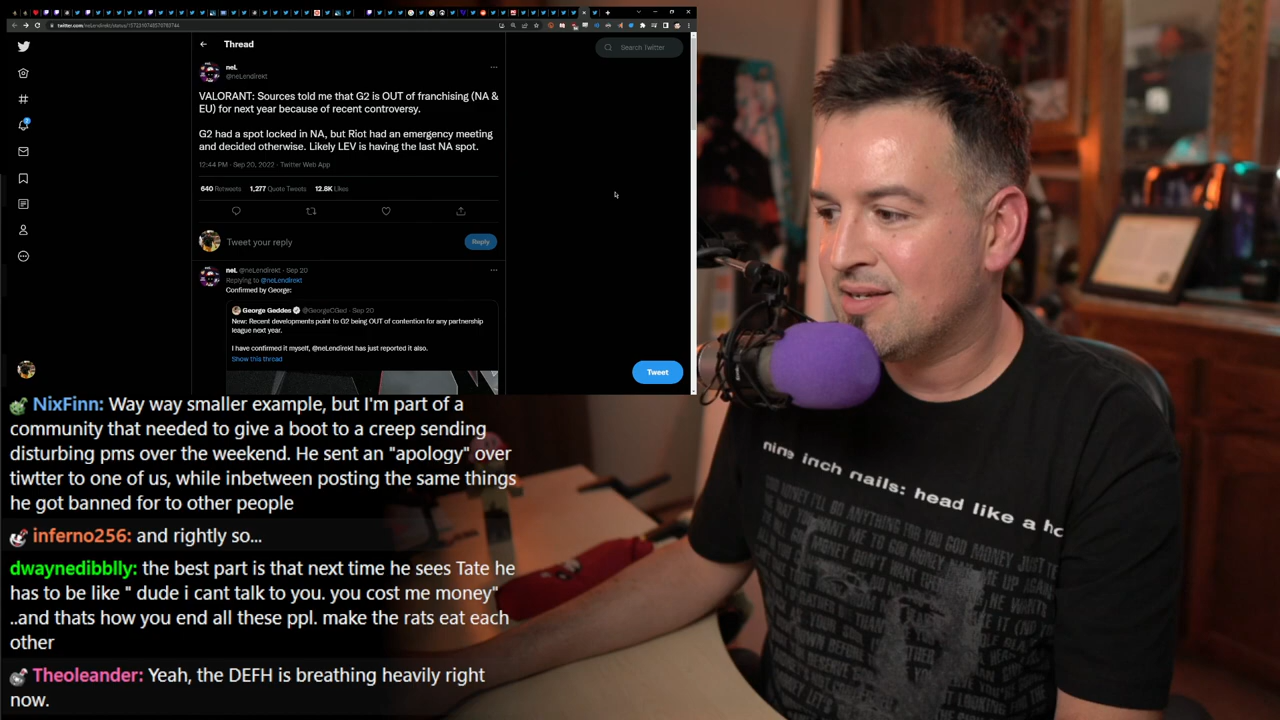 twitter.com/neLendirekt/status/1572310748570783744
Thread
Search Twitter
neL
@neLendirekt
VALORANT: Sources told me that G2 is OUT of franchising (NA &
EU) for next year because of recent controversy.
G2 had a spot locked in NA, but Riot had an emergency meeting
and decided otherwise. Likely LEV is having the last NA spot.
12:44 PM · Sep 20, 2022 · Twitter Web App
640 Retweets 1,277 Quote Tweets 12.8K Likes
Tweet your reply
Reply
neL @neLendirekt · Sep 20
Replying to @neLendirekt
Confirmed by George:
George Geddes @GeorgeCGed · Sep 20
New: Recent developments point to G2 being OUT of contention for any partnership
league next year.
I have confirmed it myself, @neLendirekt has just reported it also.
Show this thread
Tweet
NixFinn: Way way smaller example, but I'm part of a
community that needed to give a boot to a creep sending
disturbing pms over the weekend. He sent an "apology" over
tiwtter to one of us, while inbetween posting the same things
he got banned for to other people
inferno256: and rightly so...
dwaynedibblly: the best part is that next time he sees Tate he
has to be like " dude i cant talk to you. you cost me money"
..and thats how you end all these ppl. make the rats eat each
other
Theoleander: Yeah, the DEFH is breathing heavily right
now.
nine inch nails: head like a ho